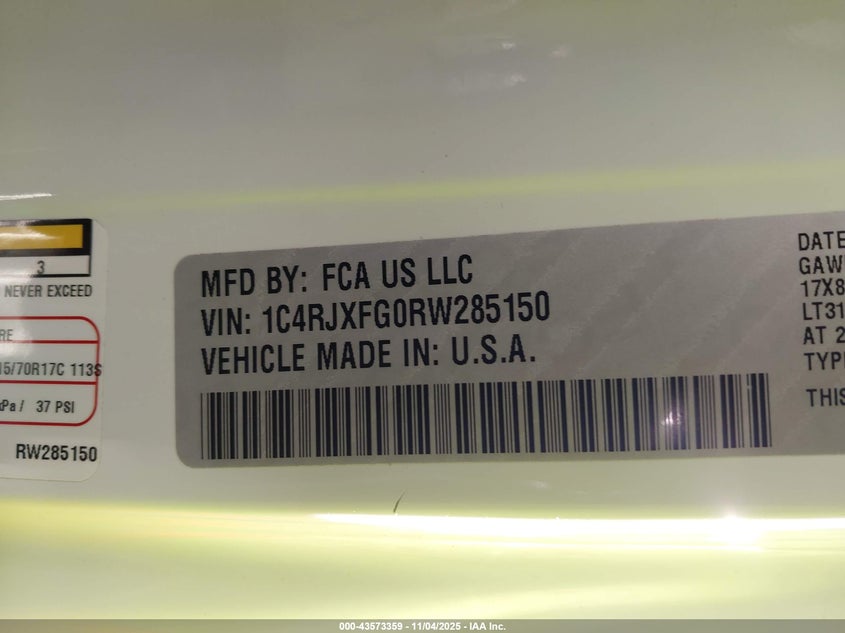 3
NEVER EXCEED
RE
15/70R17C 113S
kPa / 37 PSI
RW285150
MFD BY: FCA US LLC
VIN: 1C4RJXFG0RW285150
VEHICLE MADE IN: U.S.A.
DATE
GAW
17X8
LT31
AT 2
TYP
THIS
000-43573359 - 11/04/2025 - IAA Inc.